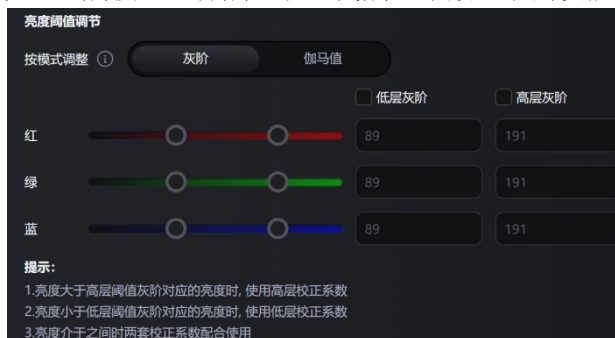 亮度阈值调节
按模式调整 灰阶 伽马值
低层灰阶 高层灰阶
红 89 191
绿 89 191
蓝 89 191
提示：
1.亮度大于高层阈值灰阶对应的亮度时, 使用高层校正系数
2.亮度小于低层阈值灰阶对应的亮度时, 使用低层校正系数
3.亮度介于之间时两套校正系数配合使用